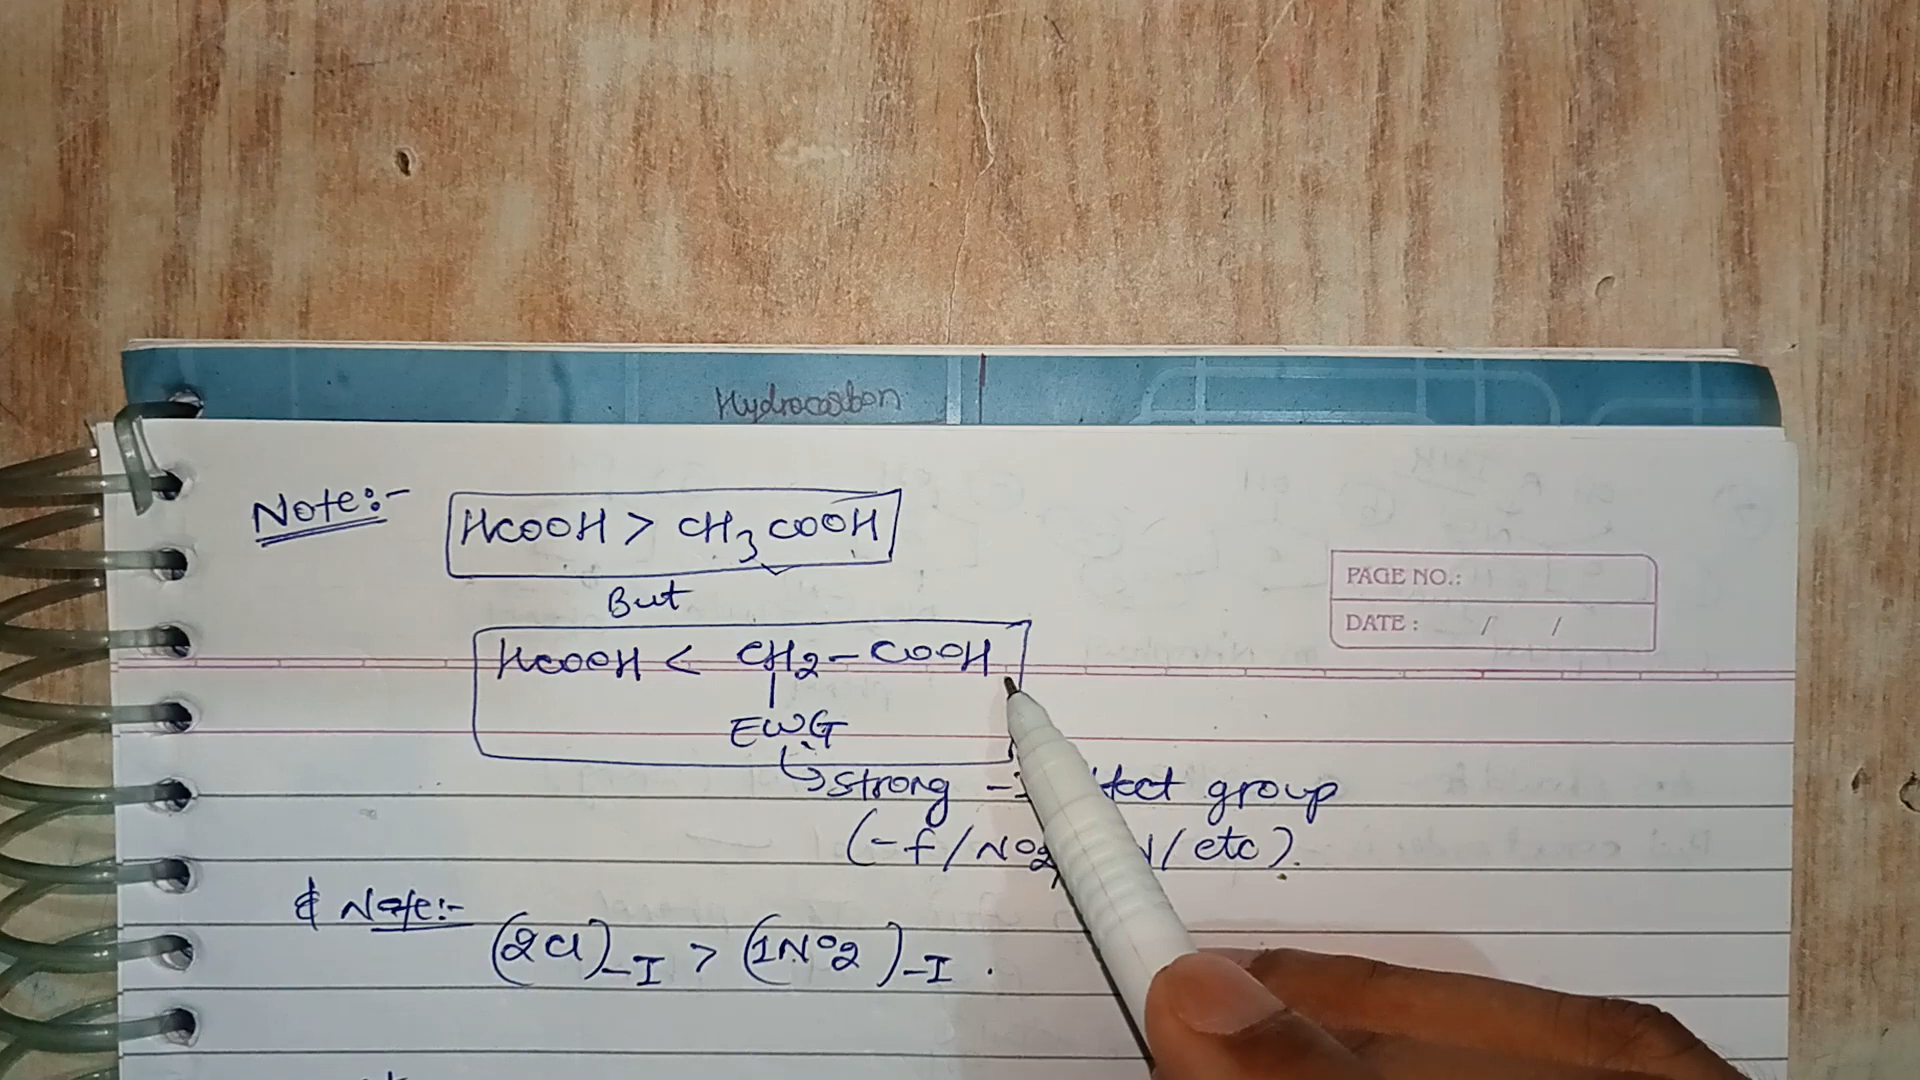 Hydrocarbon
Note:-
HCOOH > CH3COOH
PAGE NO.:
But
DATE : / /
HCOOH < CH2-COOH
|
EWG
↳ strong -I group
(-f/NO2 / etc).
& Note:-
(2Cl)-I > (1NO2)-I .